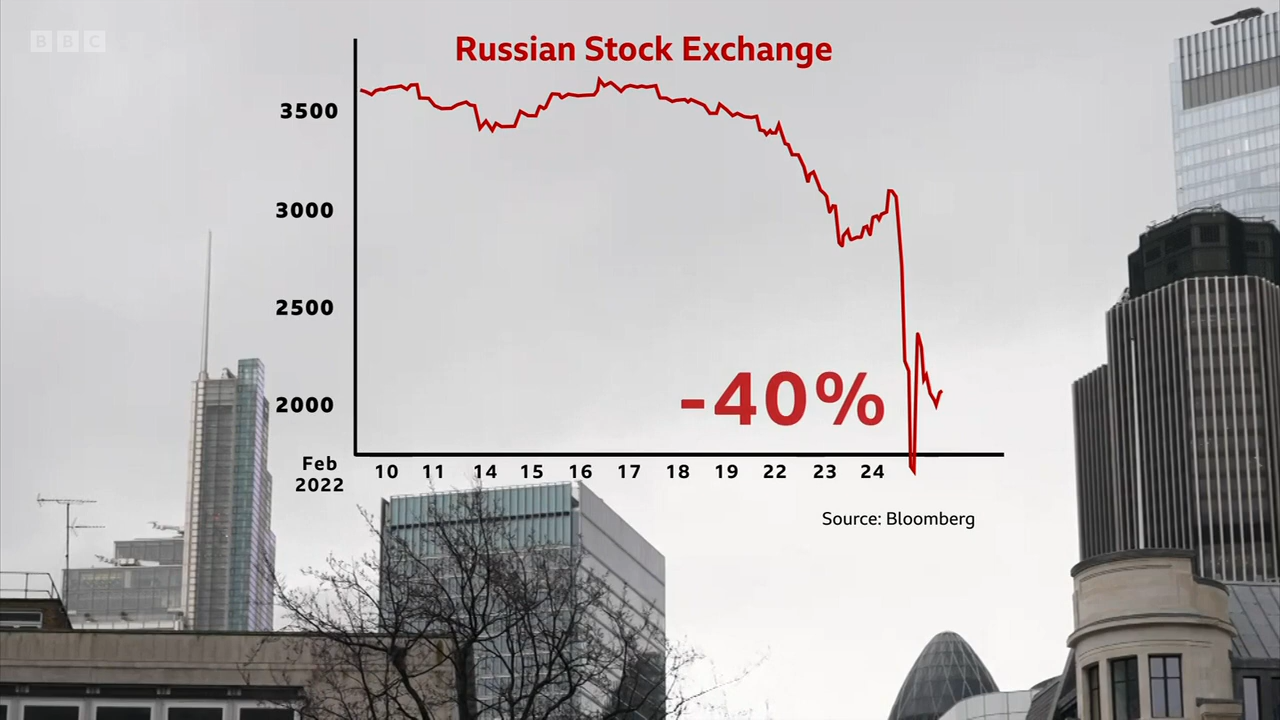 BBC
Russian Stock Exchange
3500
3000
2500
2000
-40%
Feb
2022
10 11 14 15 16 17 18 19 22 23 24
Source: Bloomberg